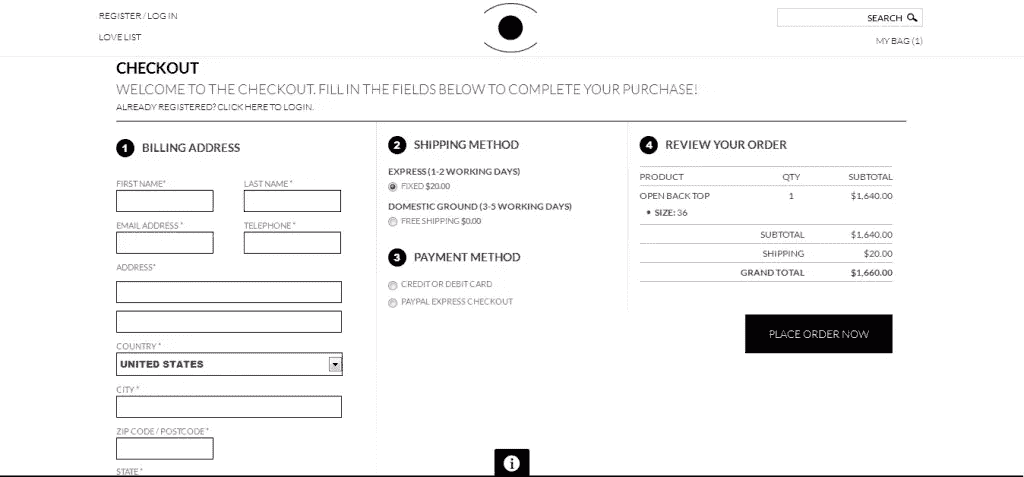 REGISTER / LOG IN
LOVE LIST
SEARCH
MY BAG (1)
CHECKOUT
WELCOME TO THE CHECKOUT. FILL IN THE FIELDS BELOW TO COMPLETE YOUR PURCHASE!
ALREADY REGISTERED? CLICK HERE TO LOGIN.
1 BILLING ADDRESS
FIRST NAME* LAST NAME *
EMAIL ADDRESS * TELEPHONE *
ADDRESS*
COUNTRY *
UNITED STATES
CITY *
ZIP CODE / POSTCODE *
STATE *
2 SHIPPING METHOD
EXPRESS (1-2 WORKING DAYS)
FIXED $20.00
DOMESTIC GROUND (3-5 WORKING DAYS)
FREE SHIPPING $0.00
3 PAYMENT METHOD
CREDIT OR DEBIT CARD
PAYPAL EXPRESS CHECKOUT
4 REVIEW YOUR ORDER
PRODUCT QTY SUBTOTAL
OPEN BACK TOP 1 $1,640.00
• SIZE: 36
SUBTOTAL $1,640.00
SHIPPING $20.00
GRAND TOTAL $1,660.00
PLACE ORDER NOW